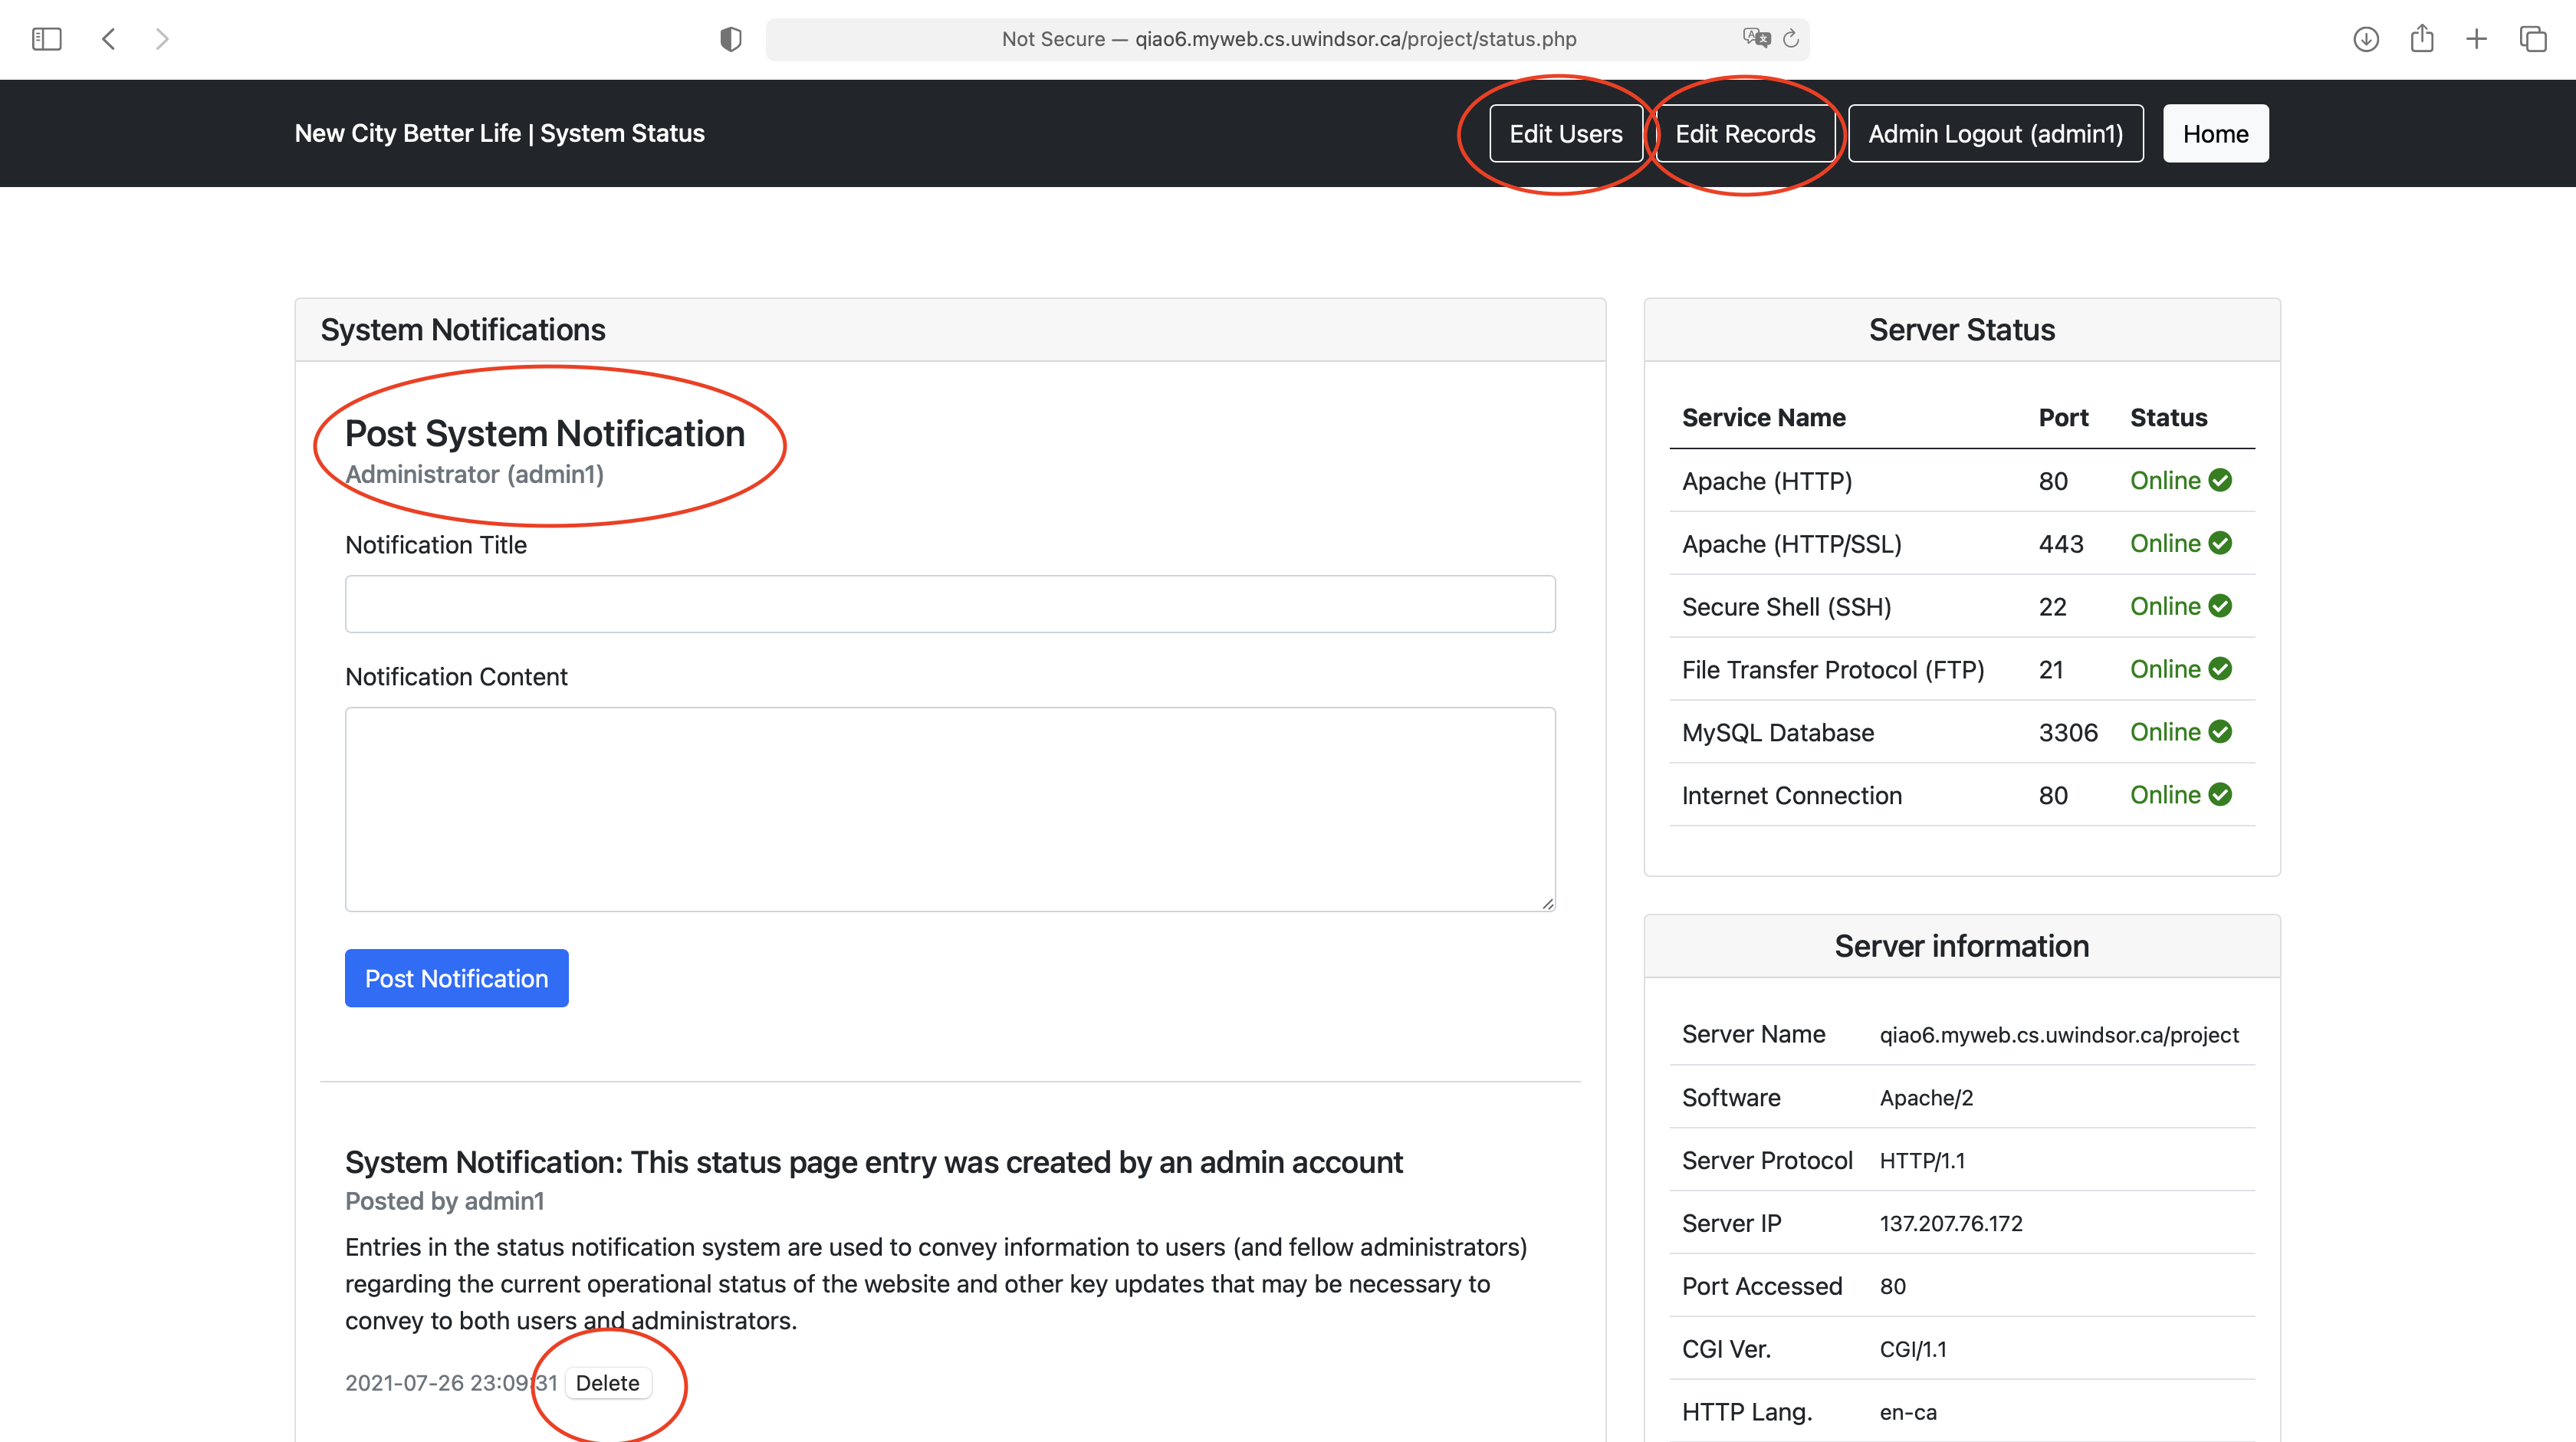 Not Secure — qiao6.myweb.cs.uwindsor.ca/project/status.php
New City Better Life | System Status
Edit Users
Edit Records
Admin Logout (admin1)
Home
System Notifications
Post System Notification
Administrator (admin1)
Notification Title
Notification Content
Post Notification
System Notification: This status page entry was created by an admin account
Posted by admin1
Entries in the status notification system are used to convey information to users (and fellow administrators)
regarding the current operational status of the website and other key updates that may be necessary to
convey to both users and administrators.
2021-07-26 23:09:31 Delete
Server Status
Service Name Port Status
Apache (HTTP) 80 Online
Apache (HTTP/SSL) 443 Online
Secure Shell (SSH) 22 Online
File Transfer Protocol (FTP) 21 Online
MySQL Database 3306 Online
Internet Connection 80 Online
Server information
Server Name qiao6.myweb.cs.uwindsor.ca/project
Software Apache/2
Server Protocol HTTP/1.1
Server IP 137.207.76.172
Port Accessed 80
CGI Ver. CGI/1.1
HTTP Lang. en-ca